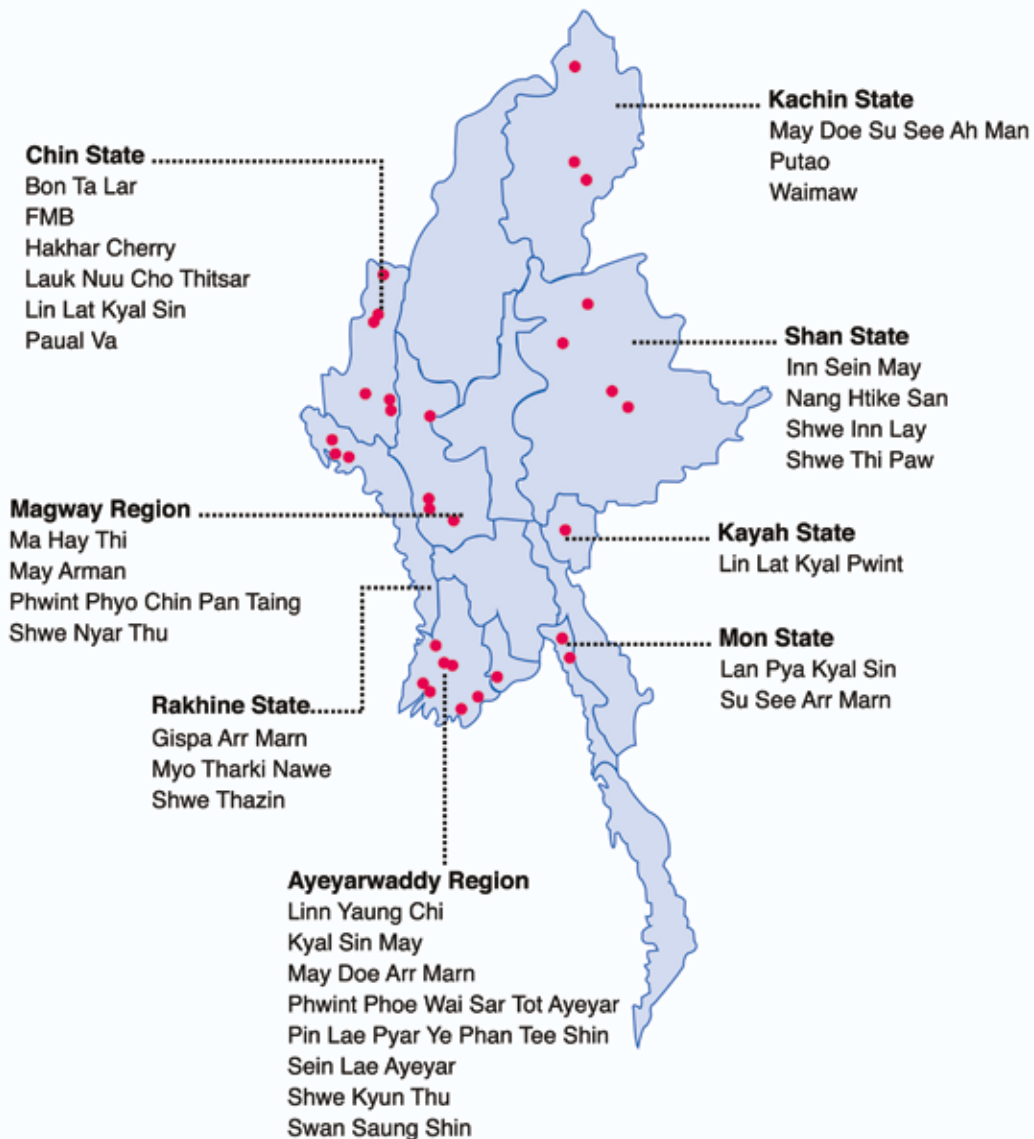 Kachin State
May Doe Su See Ah Man
Putao
Waimaw
Chin State
Bon Ta Lar
FMB
Hakhar Cherry
Lauk Nuu Cho Thitsar
Lin Lat Kyal Sin
Paual Va
Shan State
Inn Sein May
Nang Htike San
Shwe Inn Lay
Shwe Thi Paw
Magway Region
Ma Hay Thi
May Arman
Phwint Phyo Chin Pan Taing
Shwe Nyar Thu
Kayah State
Lin Lat Kyal Pwint
Mon State
Lan Pya Kyal Sin
Su See Arr Marn
Rakhine State
Gispa Arr Marn
Myo Tharki Nawe
Shwe Thazin
Ayeyarwaddy Region
Linn Yaung Chi
Kyal Sin May
May Doe Arr Marn
Phwint Phoe Wai Sar Tot Ayeyar
Pin Lae Pyar Ye Phan Tee Shin
Sein Lae Ayeyar
Shwe Kyun Thu
Swan Saung Shin